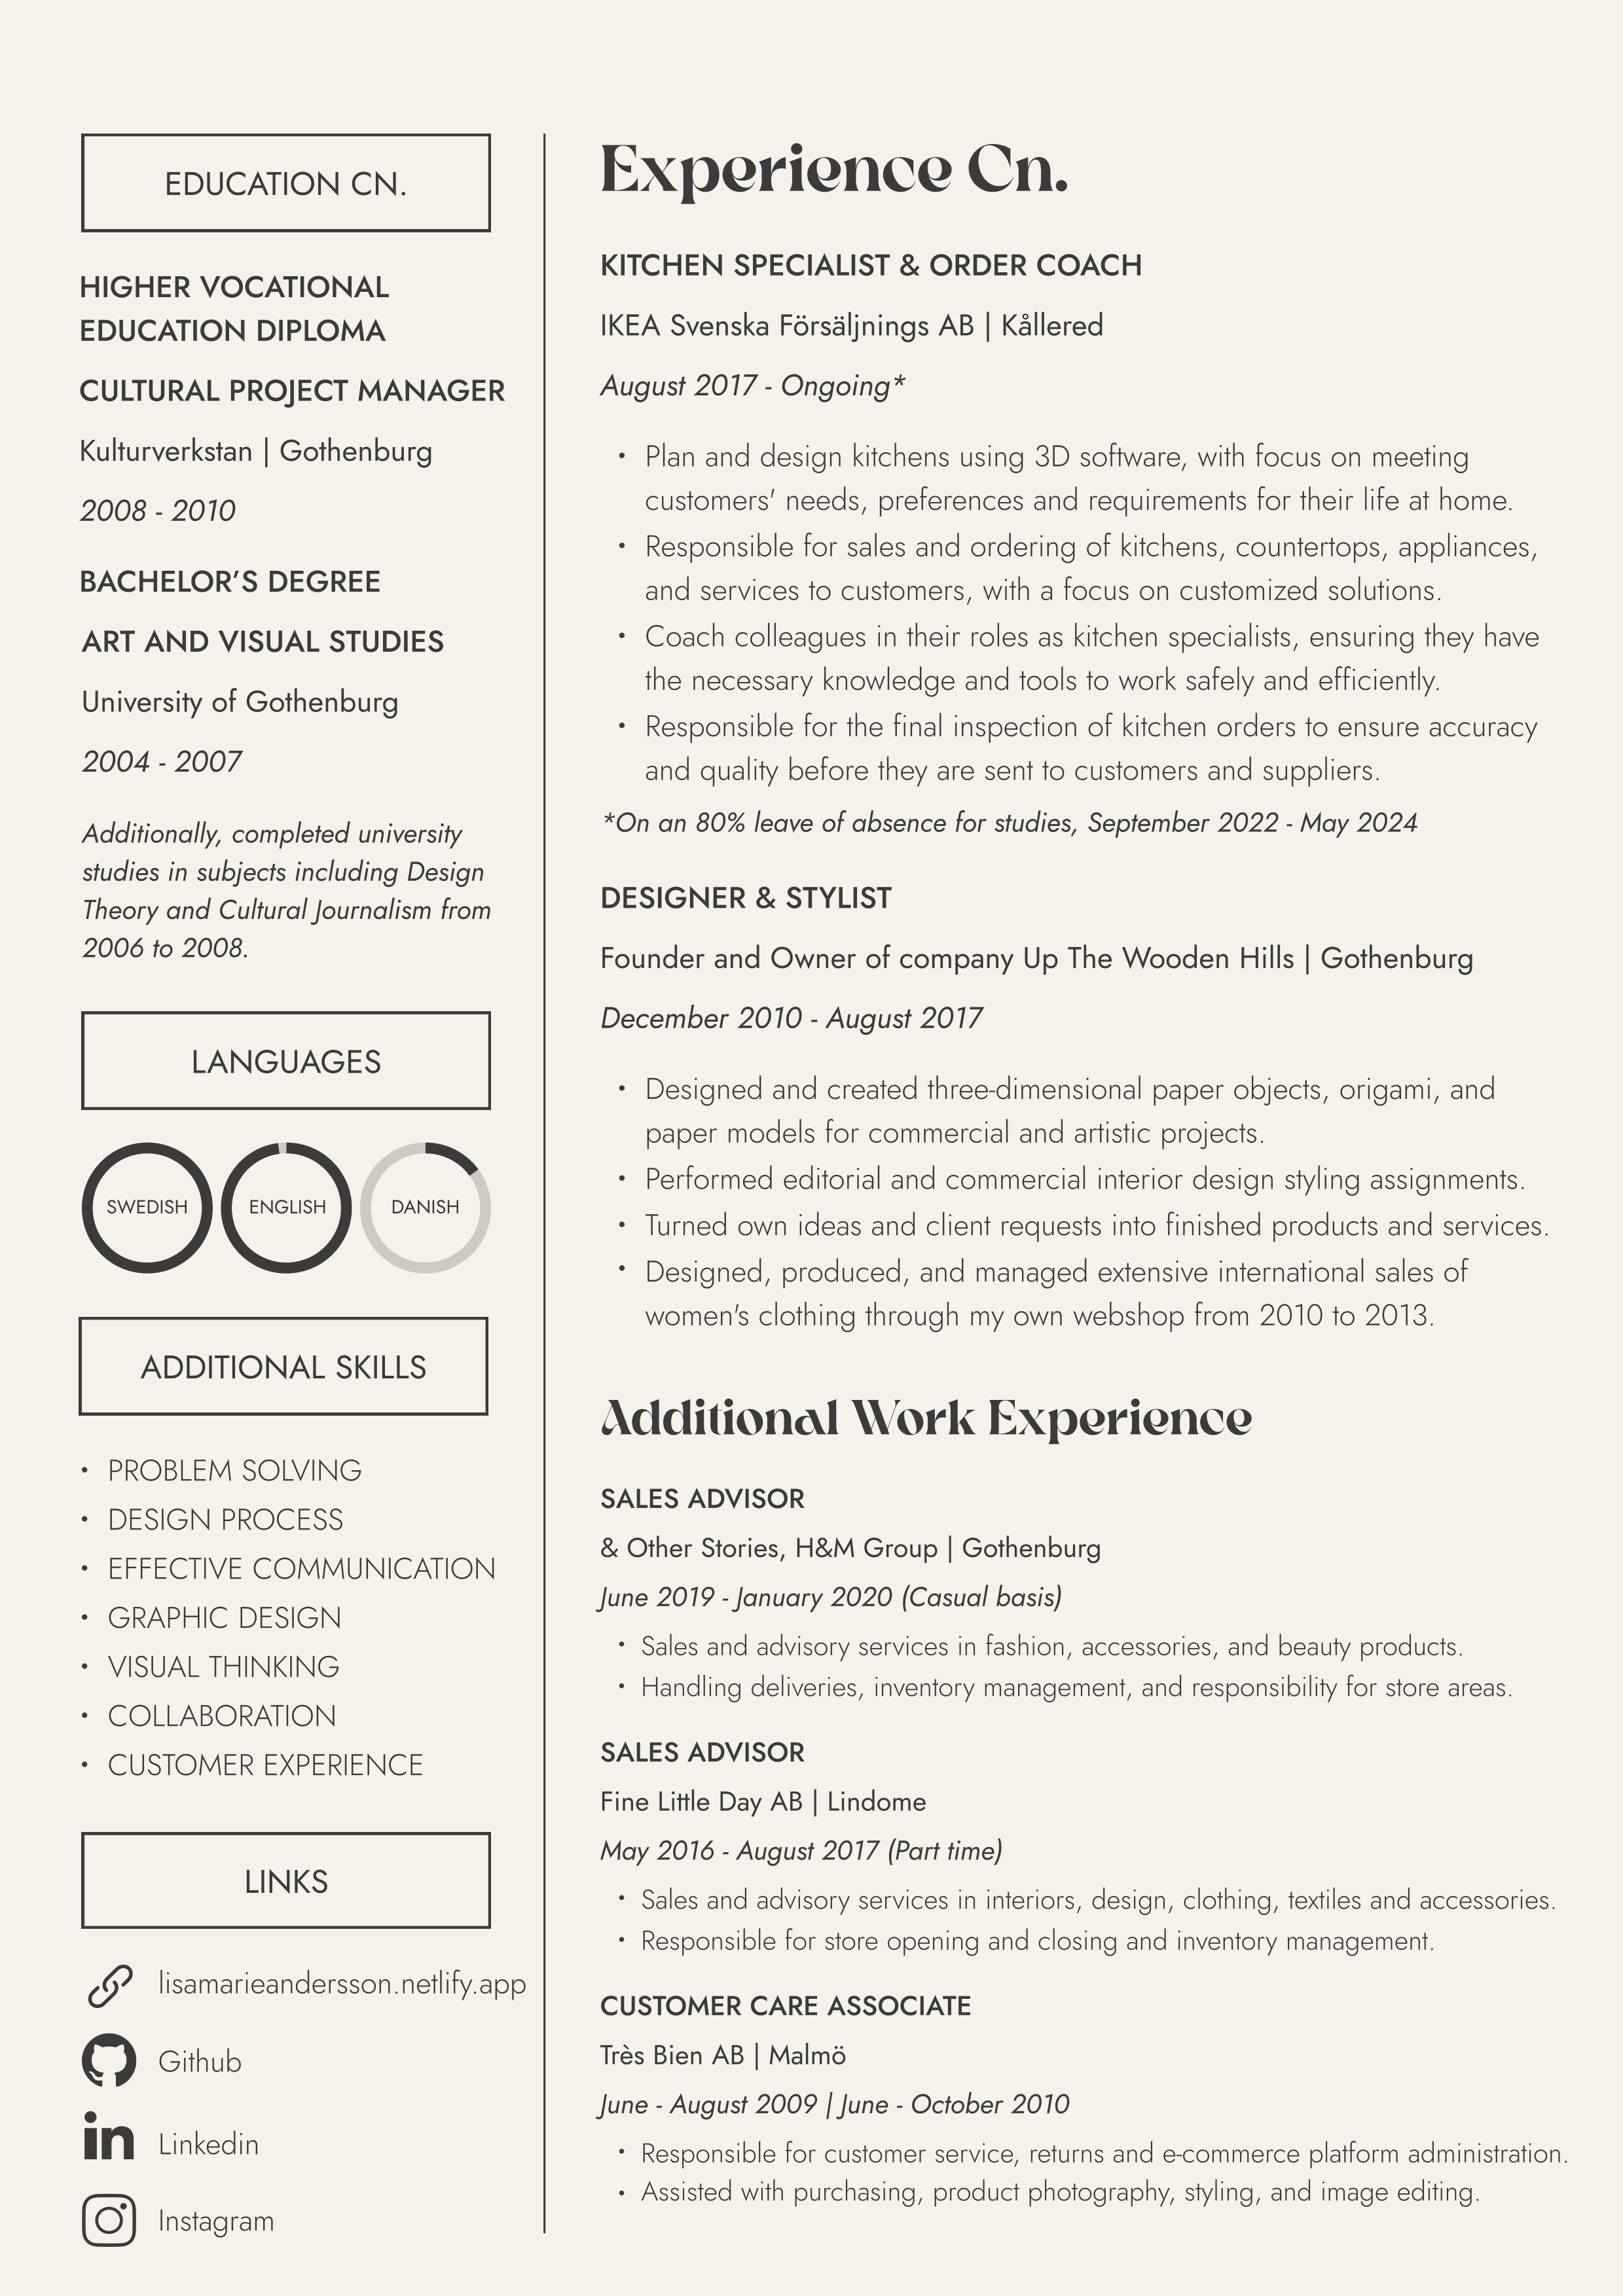 EDUCATION CN.
HIGHER VOCATIONAL
EDUCATION DIPLOMA
CULTURAL PROJECT MANAGER
Kulturverkstan | Gothenburg
2008 - 2010
BACHELOR’S DEGREE
ART AND VISUAL STUDIES
University of Gothenburg
2004 - 2007
Additionally, completed university
studies in subjects including Design
Theory and Cultural Journalism from
2006 to 2008.
LANGUAGES
SWEDISH
ENGLISH
DANISH
ADDITIONAL SKILLS
• PROBLEM SOLVING
• DESIGN PROCESS
• EFFECTIVE COMMUNICATION
• GRAPHIC DESIGN
• VISUAL THINKING
• COLLABORATION
• CUSTOMER EXPERIENCE
LINKS
lisamarieandersson.netlify.app
Github
Linkedin
Instagram
Experience Cn.
KITCHEN SPECIALIST & ORDER COACH
IKEA Svenska Försäljnings AB | Kållered
August 2017 - Ongoing*
• Plan and design kitchens using 3D software, with focus on meeting
customers' needs, preferences and requirements for their life at home.
• Responsible for sales and ordering of kitchens, countertops, appliances,
and services to customers, with a focus on customized solutions.
• Coach colleagues in their roles as kitchen specialists, ensuring they have
the necessary knowledge and tools to work safely and efficiently.
• Responsible for the final inspection of kitchen orders to ensure accuracy
and quality before they are sent to customers and suppliers.
*On an 80% leave of absence for studies, September 2022 - May 2024
DESIGNER & STYLIST
Founder and Owner of company Up The Wooden Hills | Gothenburg
December 2010 - August 2017
• Designed and created three-dimensional paper objects, origami, and
paper models for commercial and artistic projects.
• Performed editorial and commercial interior design styling assignments.
• Turned own ideas and client requests into finished products and services.
• Designed, produced, and managed extensive international sales of
women's clothing through my own webshop from 2010 to 2013.
Additional Work Experience
SALES ADVISOR
& Other Stories, H&M Group | Gothenburg
June 2019 - January 2020 (Casual basis)
• Sales and advisory services in fashion, accessories, and beauty products.
• Handling deliveries, inventory management, and responsibility for store areas.
SALES ADVISOR
Fine Little Day AB | Lindome
May 2016 - August 2017 (Part time)
• Sales and advisory services in interiors, design, clothing, textiles and accessories.
• Responsible for store opening and closing and inventory management.
CUSTOMER CARE ASSOCIATE
Très Bien AB | Malmö
June - August 2009 | June - October 2010
• Responsible for customer service, returns and e-commerce platform administration.
• Assisted with purchasing, product photography, styling, and image editing.